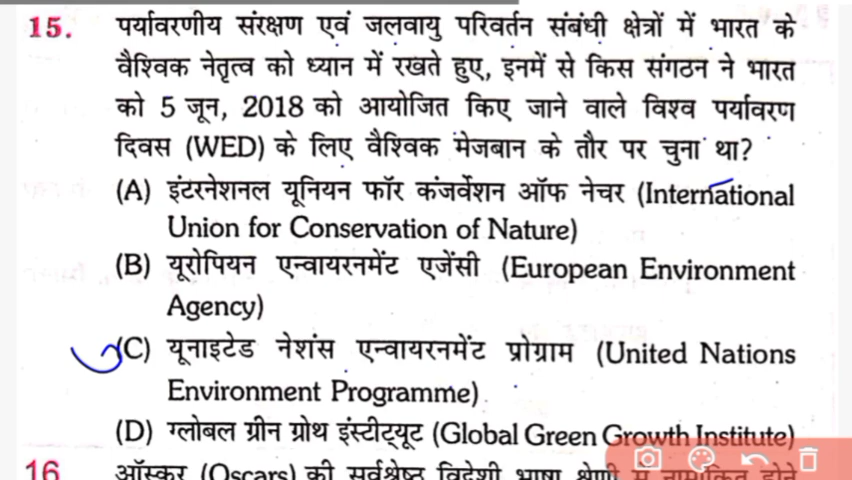 15. पर्यावरणीय संरक्षण एवं जलवायु परिवर्तन संबंधी क्षेत्रों में भारत के
वैश्विक नेतृत्व को ध्यान में रखते हुए, इनमें से किस संगठन ने भारत
को 5 जून, 2018 को आयोजित किए जाने वाले विश्व पर्यावरण
दिवस (WED) के लिए वैश्विक मेजबान के तौर पर चुना था?
(A) इंटरनेशनल यूनियन फॉर कंजर्वेशन ऑफ नेचर (International
Union for Conservation of Nature)
(B) यूरोपियन एन्वायरनमेंट एजेंसी (European Environment
Agency)
(C) यूनाइटेड नेशंस एन्वायरनमेंट प्रोग्राम (United Nations
Environment Programme)
(D) ग्लोबल ग्रीन ग्रोथ इंस्टीट्यूट (Global Green Growth Institute)
16 ऑस्कर (Oscars) की सर्वश्रेष्ठ विदेशी भाषा श्रेणी में नामांकित होने